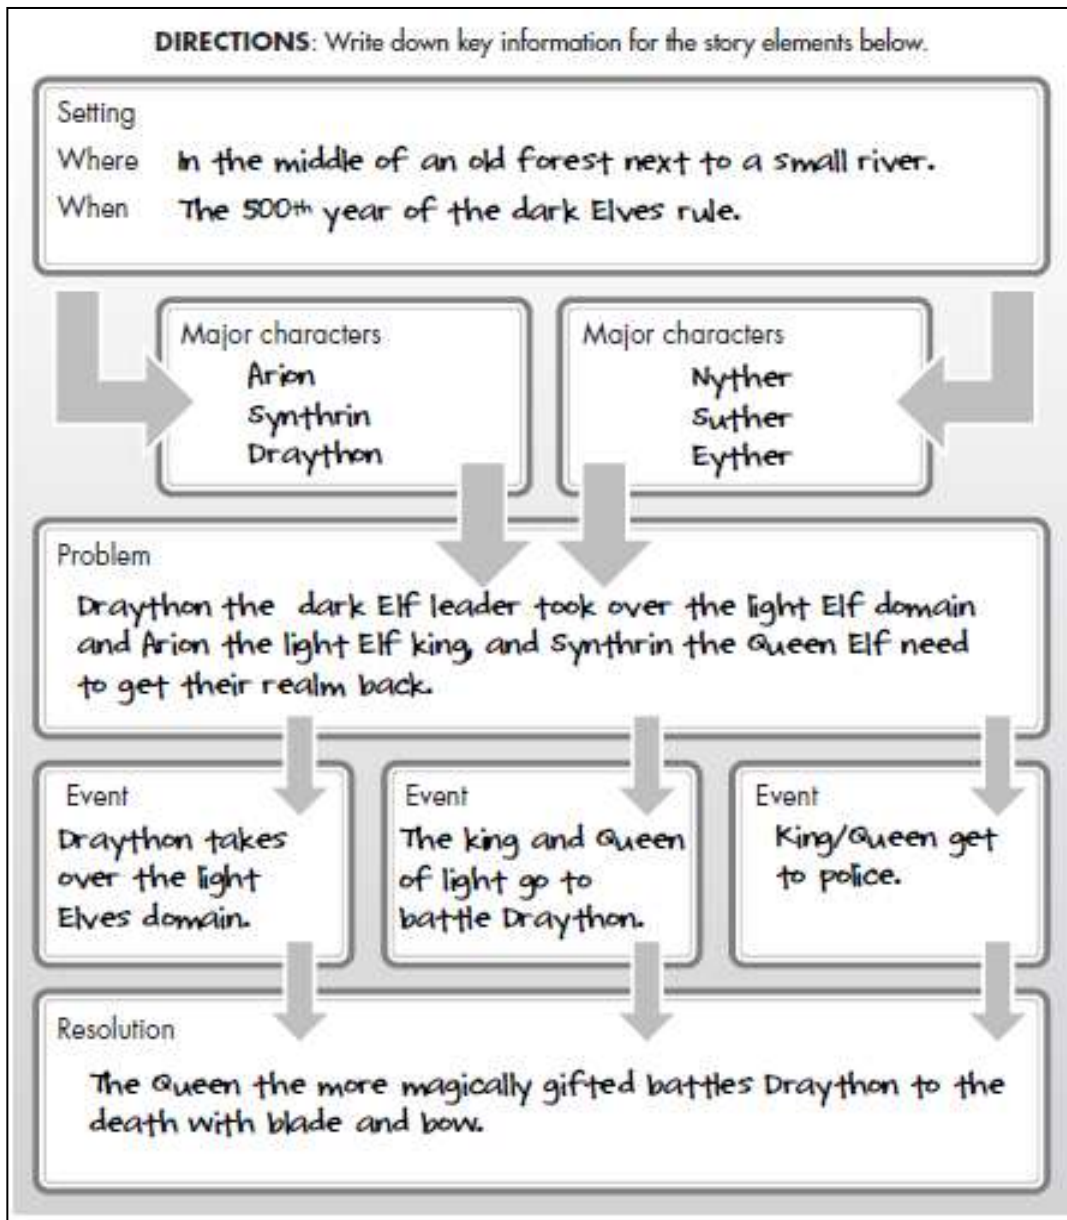 DIRECTIONS: Write down key information for the story elements below.
Setting
Where In the middle of an old forest next to a small river.
When The 500th year of the dark Elves rule.
Major characters
Arion
Synthrin
Draython
Major characters
Nyther
Suther
Eyther
Problem
Draython the dark Elf leader took over the light Elf domain
and Arion the light Elf king, and Synthrin the Queen Elf need
to get their realm back.
Event
Draython takes
over the light
Elves domain.
Event
The king and Queen
of light go to
battle Draython.
Event
King/Queen get
to police.
Resolution
The Queen the more magically gifted battles Draython to the
death with blade and bow.